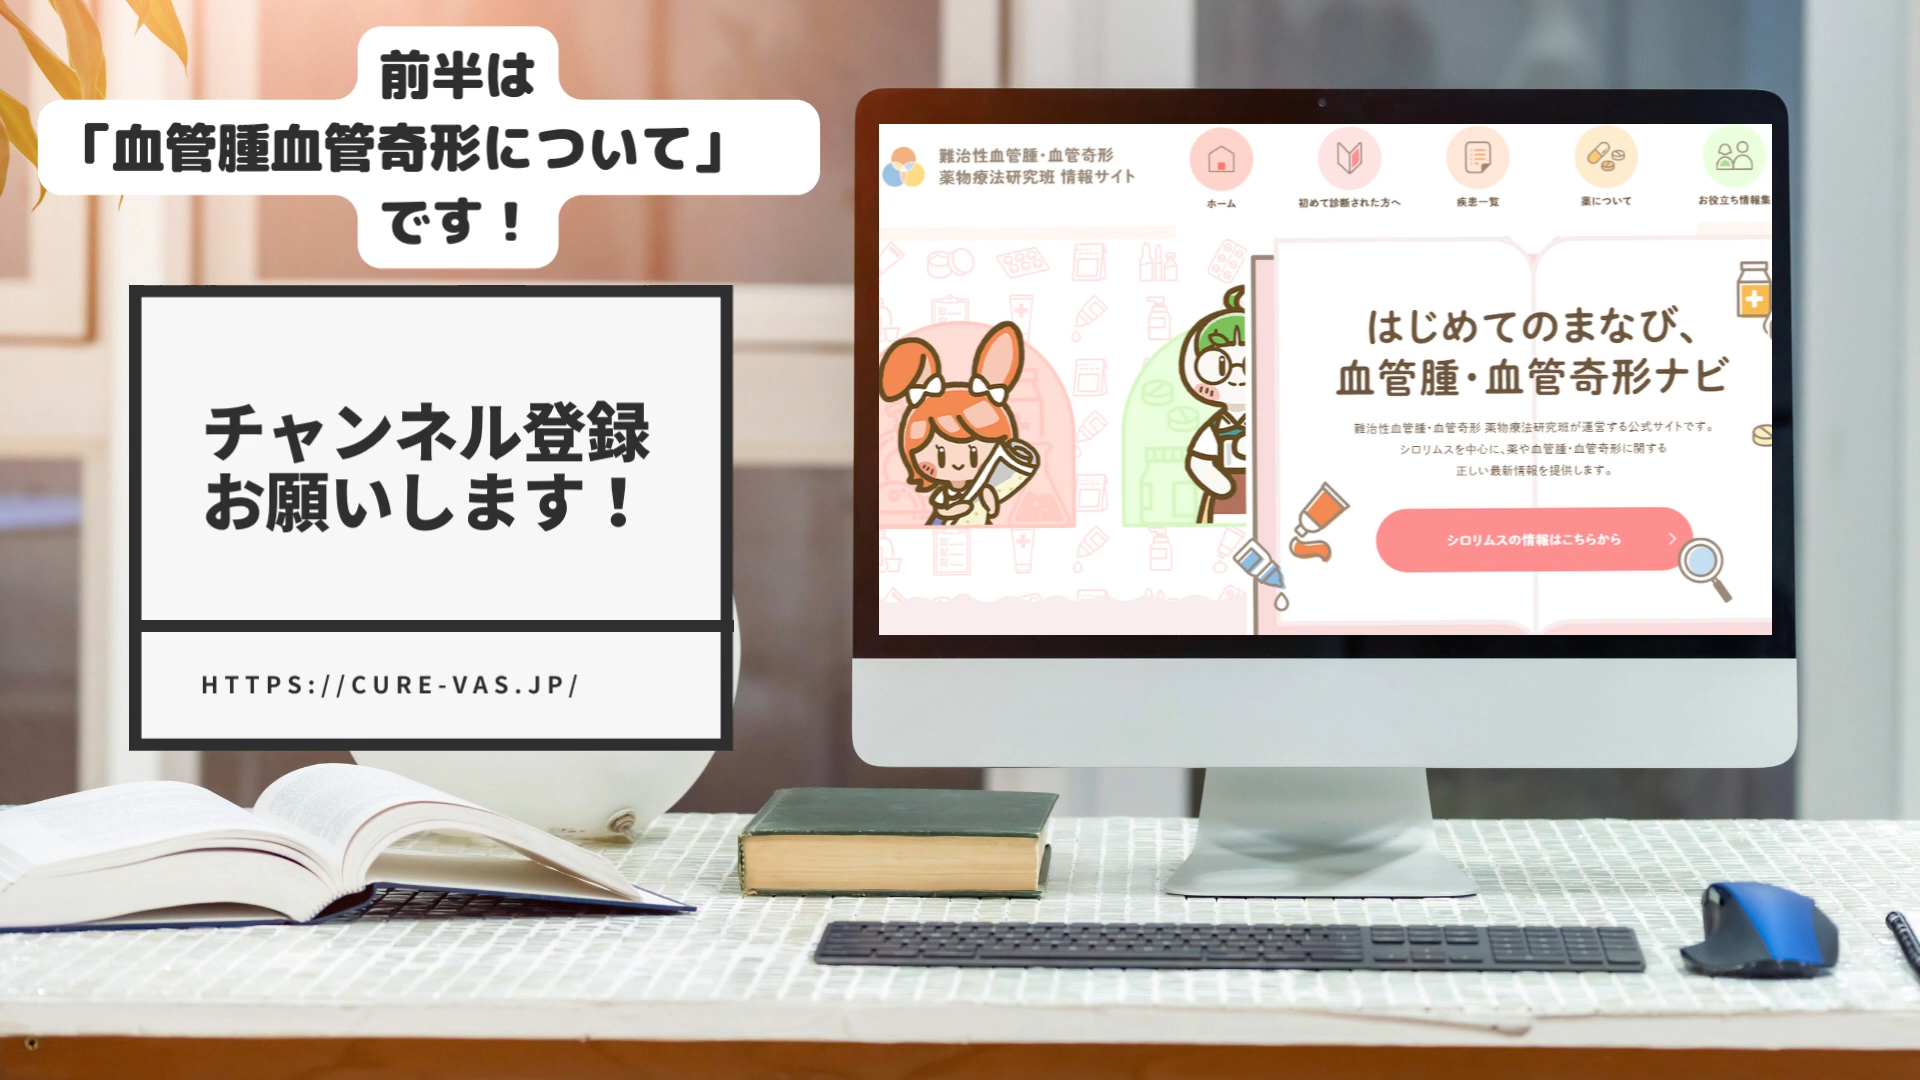 前半は
「血管腫血管奇形について」
です！
チャンネル登録
お願いします！
HTTPS://CURE-VAS.JP/
難治性血管腫・血管奇形
薬物療法研究班 情報サイト
ホーム
初めて診断された方へ
疾患一覧
薬について
お役立ち情報集
はじめてのまなび、
血管腫・血管奇形ナビ
難治性血管腫・血管奇形 薬物療法研究班が運営する公式サイトです。
シロリムスを中心に、薬や血管腫・血管奇形に関する
正しい最新情報を提供します。
シロリムスの情報はこちらから